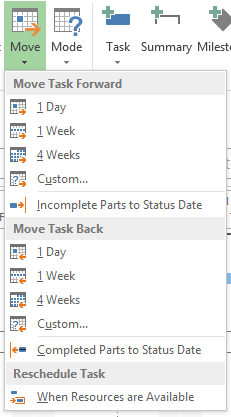 Move Mode Task Summary Milest
Move Task Forward
1 Day
1 Week
4 Weeks
Custom...
Incomplete Parts to Status Date
Move Task Back
1 Day
1 Week
4 Weeks
Custom...
Completed Parts to Status Date
Reschedule Task
When Resources are Available